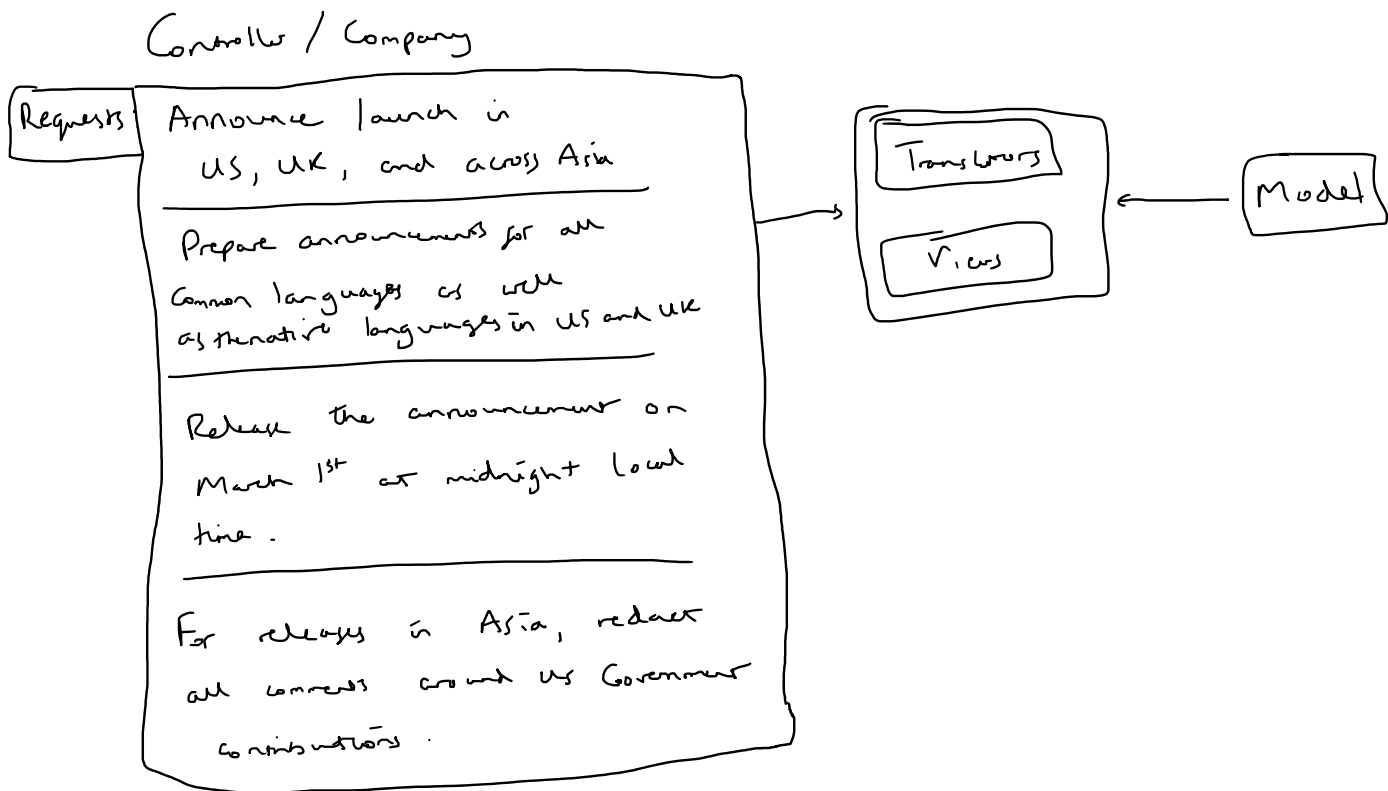 Controller / Company
Requests
Announce launch in
US, UK, and across Asia
Prepare announcements for all
common languages as well
as alternative languages in US and UK
Release the announcement on
March 1st at midnight local
time.
For releases in Asia, redact
all comments around US Government
contributions.
Translators
Views
Model